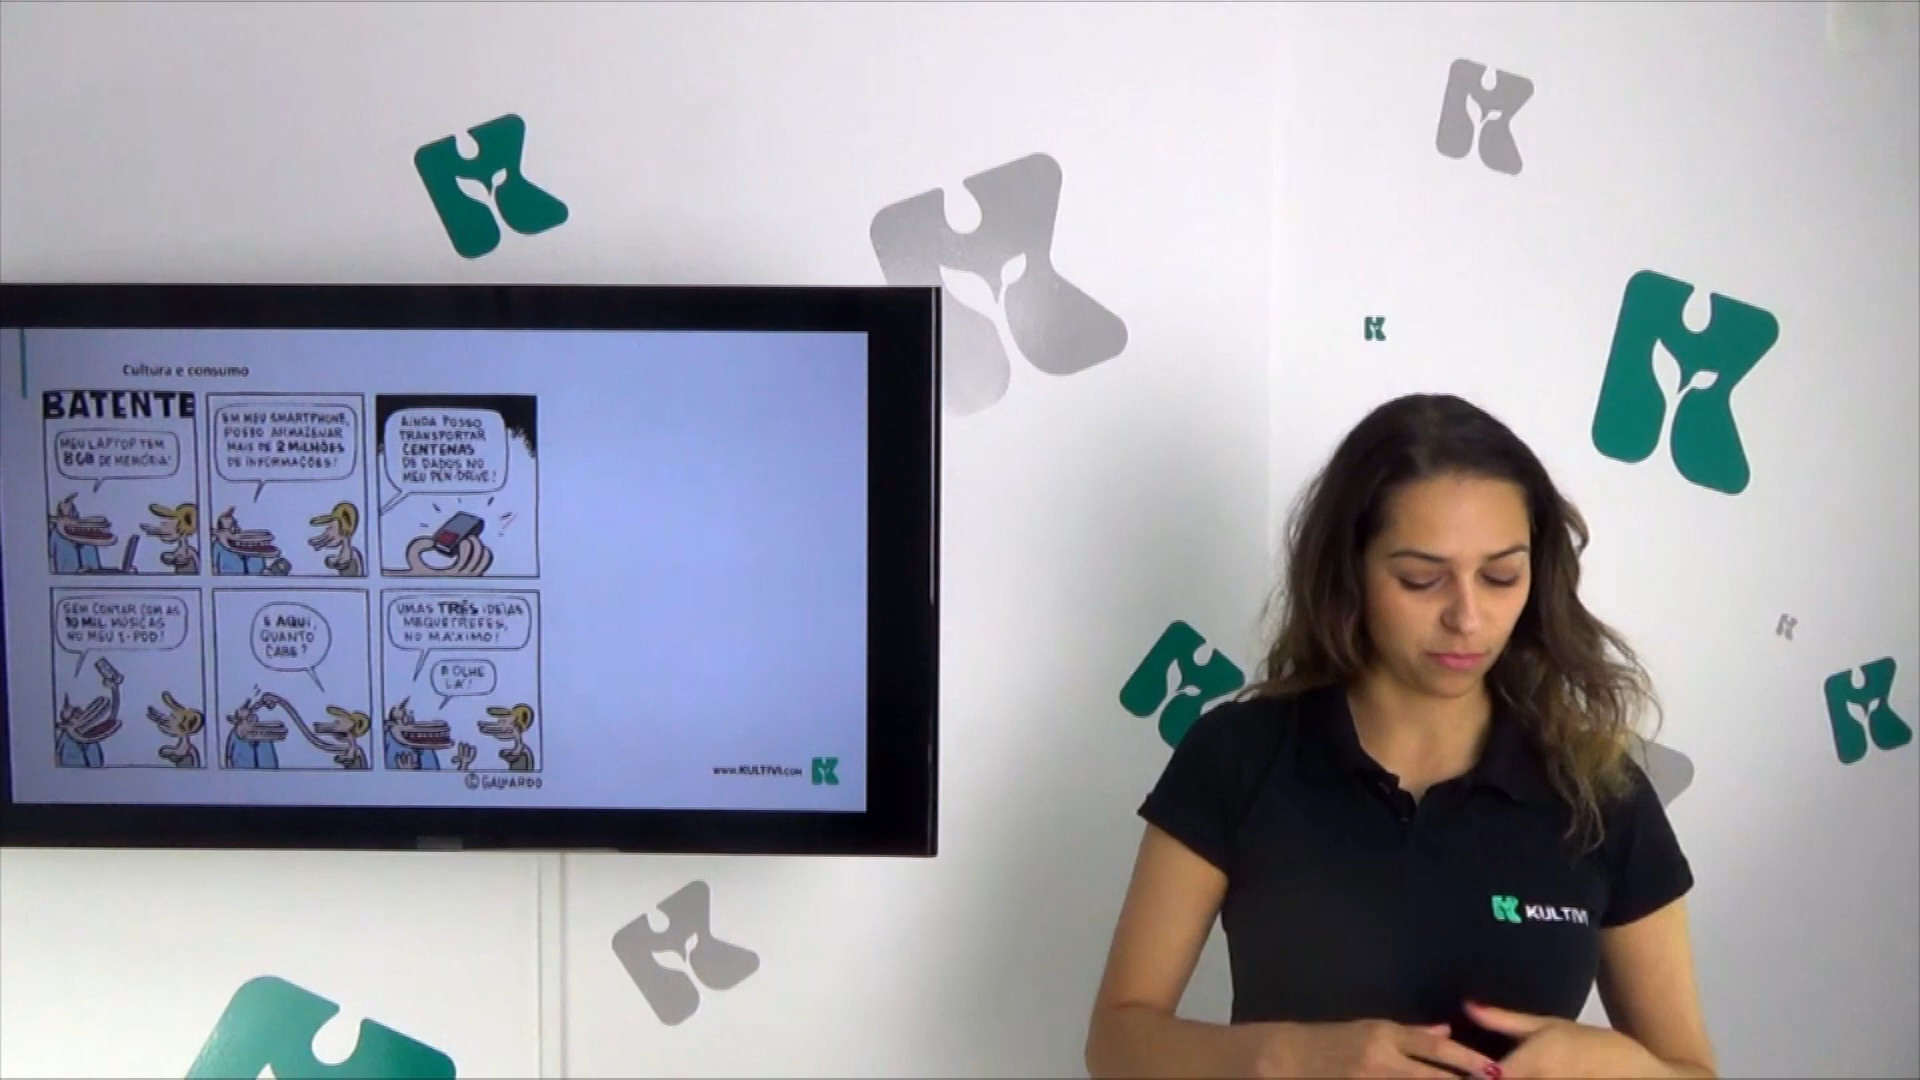 Cultura e consumo
BATENTE
MEU LAPTOP TEM
8 GB DE MEMÓRIA!
EM MEU SMARTPHONE,
POSSO ARMAZENAR
MAIS DE 2 MILHÕES
DE INFORMAÇÕES!
AINDA POSSO
TRANSPORTAR
CENTENAS
DE DADOS NO
MEU PEN-DRIVE!
SEM CONTAR COM AS
10 MIL MÚSICAS
NO MEU I-POD!
E AQUI,
QUANTO
CABE?
UMAS TRÊS IDEIAS
MEQUETREFES,
NO MÁXIMO!
E OLHE
LÁ!
©GALHARDO
www.KULTIVI.com
KULTIVI